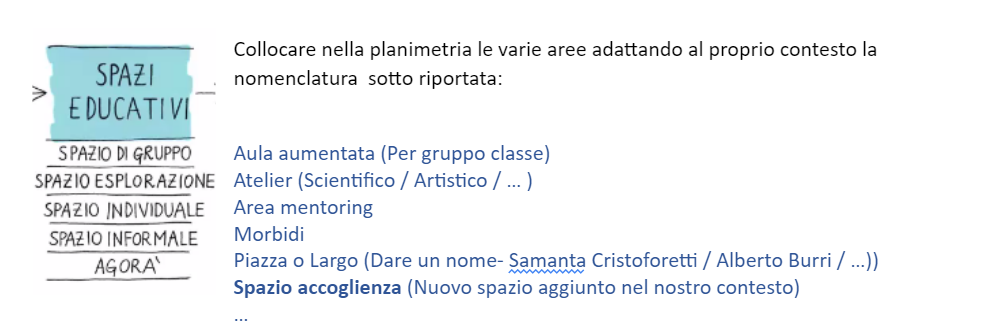 Collocare nella planimetria le varie aree adattando al proprio contesto la
nomenclatura sotto riportata:
SPAZI
EDUCATIVI
SPAZIO DI GRUPPO
SPAZIO ESPLORAZIONE
SPAZIO INDIVIDUALE
SPAZIO INFORMALE
AGORA'
Aula aumentata (Per gruppo classe)
Atelier (Scientifico / Artistico / ... )
Area mentoring
Morbidi
Piazza o Largo (Dare un nome- Samanta Cristoforetti / Alberto Burri / ...))
Spazio accoglienza (Nuovo spazio aggiunto nel nostro contesto)
...